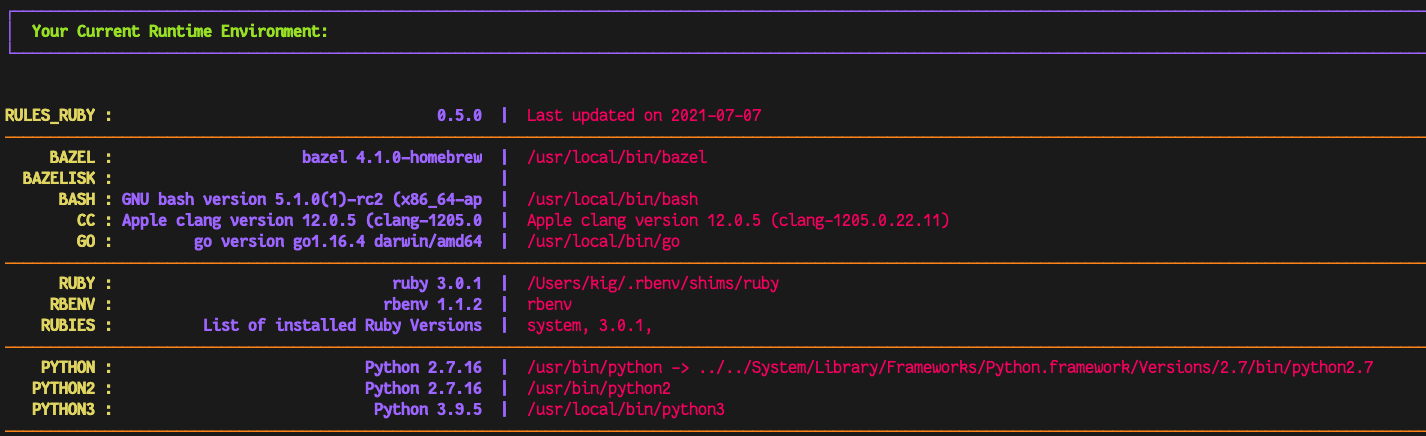 Your Current Runtime Environment:
RULES_RUBY : 0.5.0 | Last updated on 2021-07-07
BAZEL : bazel 4.1.0-homebrew | /usr/local/bin/bazel
BAZELISK : |
BASH : GNU bash version 5.1.0(1)-rc2 (x86_64-ap | /usr/local/bin/bash
CC : Apple clang version 12.0.5 (clang-1205.0 | Apple clang version 12.0.5 (clang-1205.0.22.11)
GO : go version go1.16.4 darwin/amd64 | /usr/local/bin/go
RUBY : ruby 3.0.1 | /Users/kig/.rbenv/shims/ruby
RBENV : rbenv 1.1.2 | rbenv
RUBIES : List of installed Ruby Versions | system, 3.0.1,
PYTHON : Python 2.7.16 | /usr/bin/python -> ../../System/Library/Frameworks/Python.framework/Versions/2.7/bin/python2.7
PYTHON2 : Python 2.7.16 | /usr/bin/python2
PYTHON3 : Python 3.9.5 | /usr/local/bin/python3